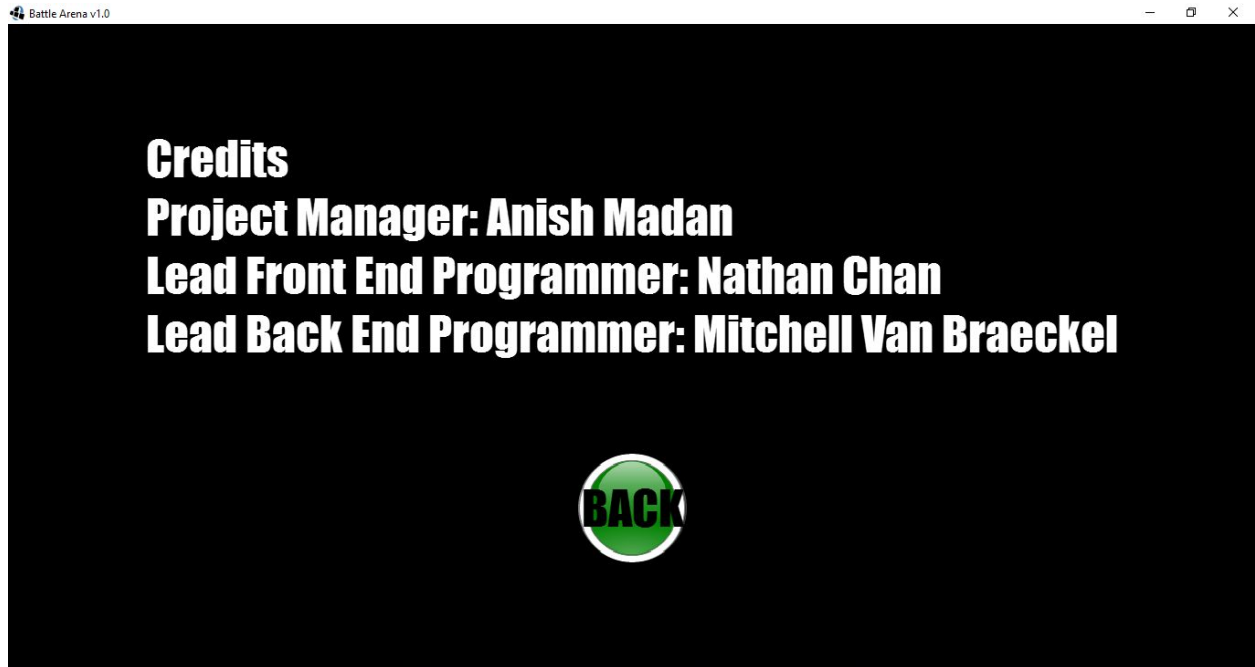 Battle Arena v1.0
Credits
Project Manager: Anish Madan
Lead Front End Programmer: Nathan Chan
Lead Back End Programmer: Mitchell Van Braeckel
BACK